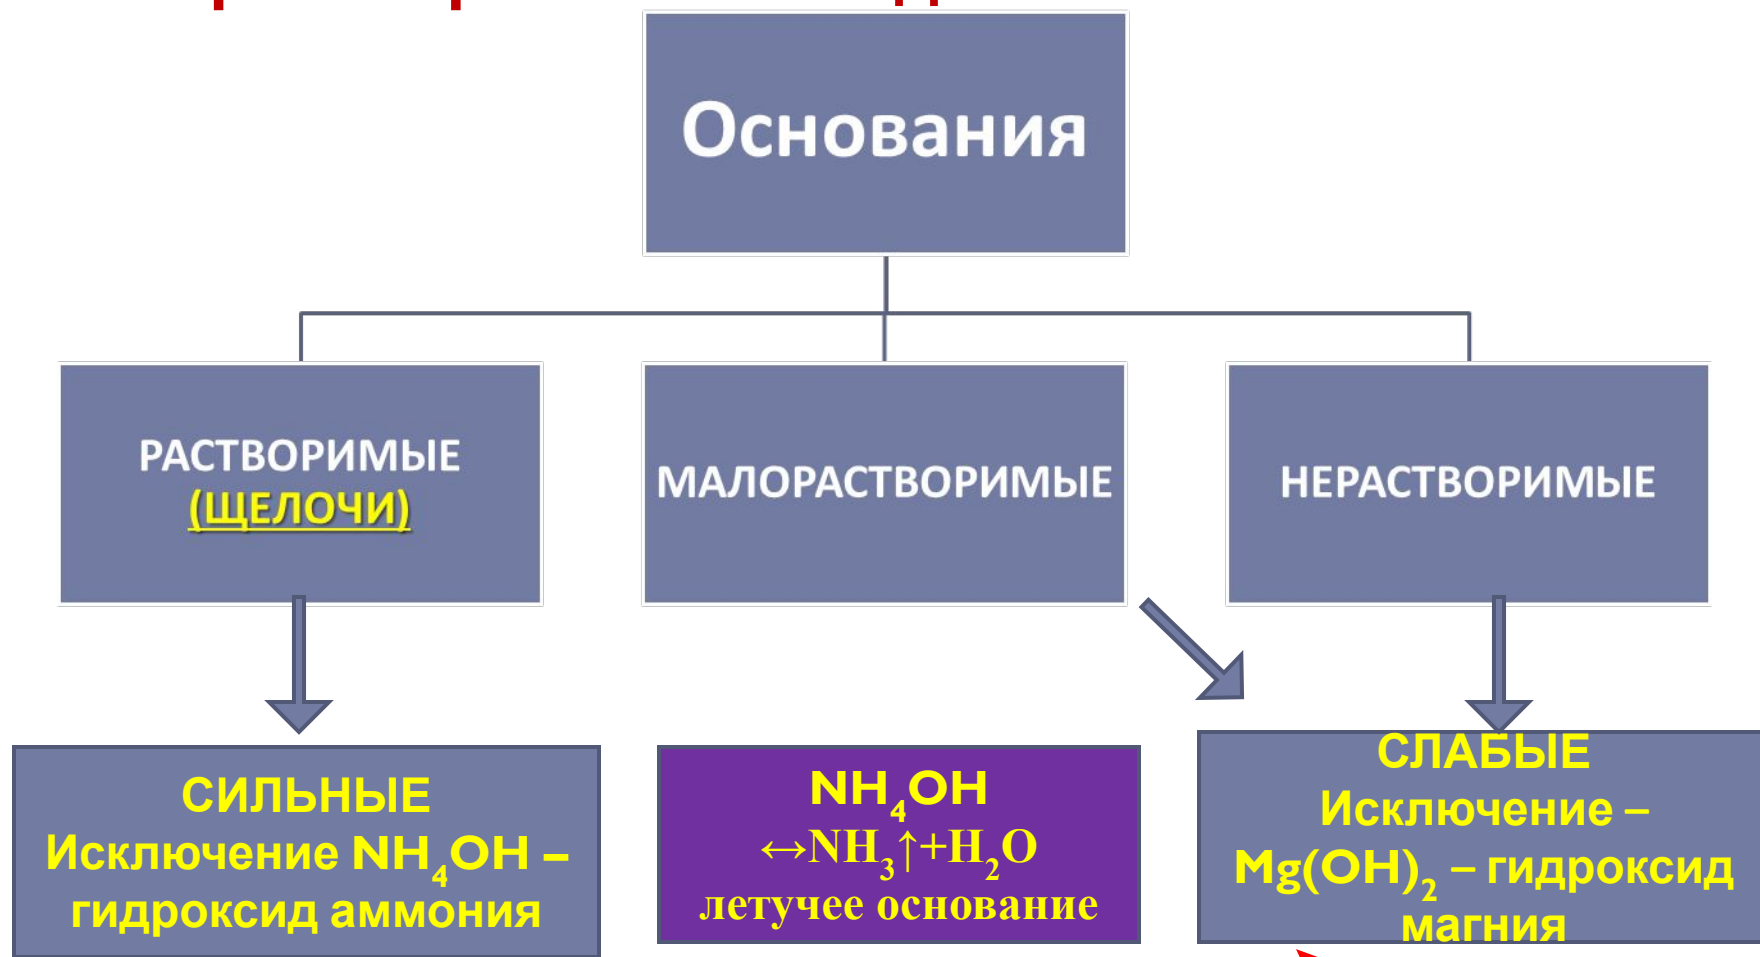 Основания
РАСТВОРИМЫЕ
(ЩЕЛОЧИ)
МАЛОРАСТВОРИМЫЕ
НЕРАСТВОРИМЫЕ
СИЛЬНЫЕ
Исключение NH₄OH –
гидроксид аммония
NH₄OH
↔NH₃↑+H₂O
летучее основание
СЛАБЫЕ
Исключение –
Mg(OH)₂ – гидроксид
магния